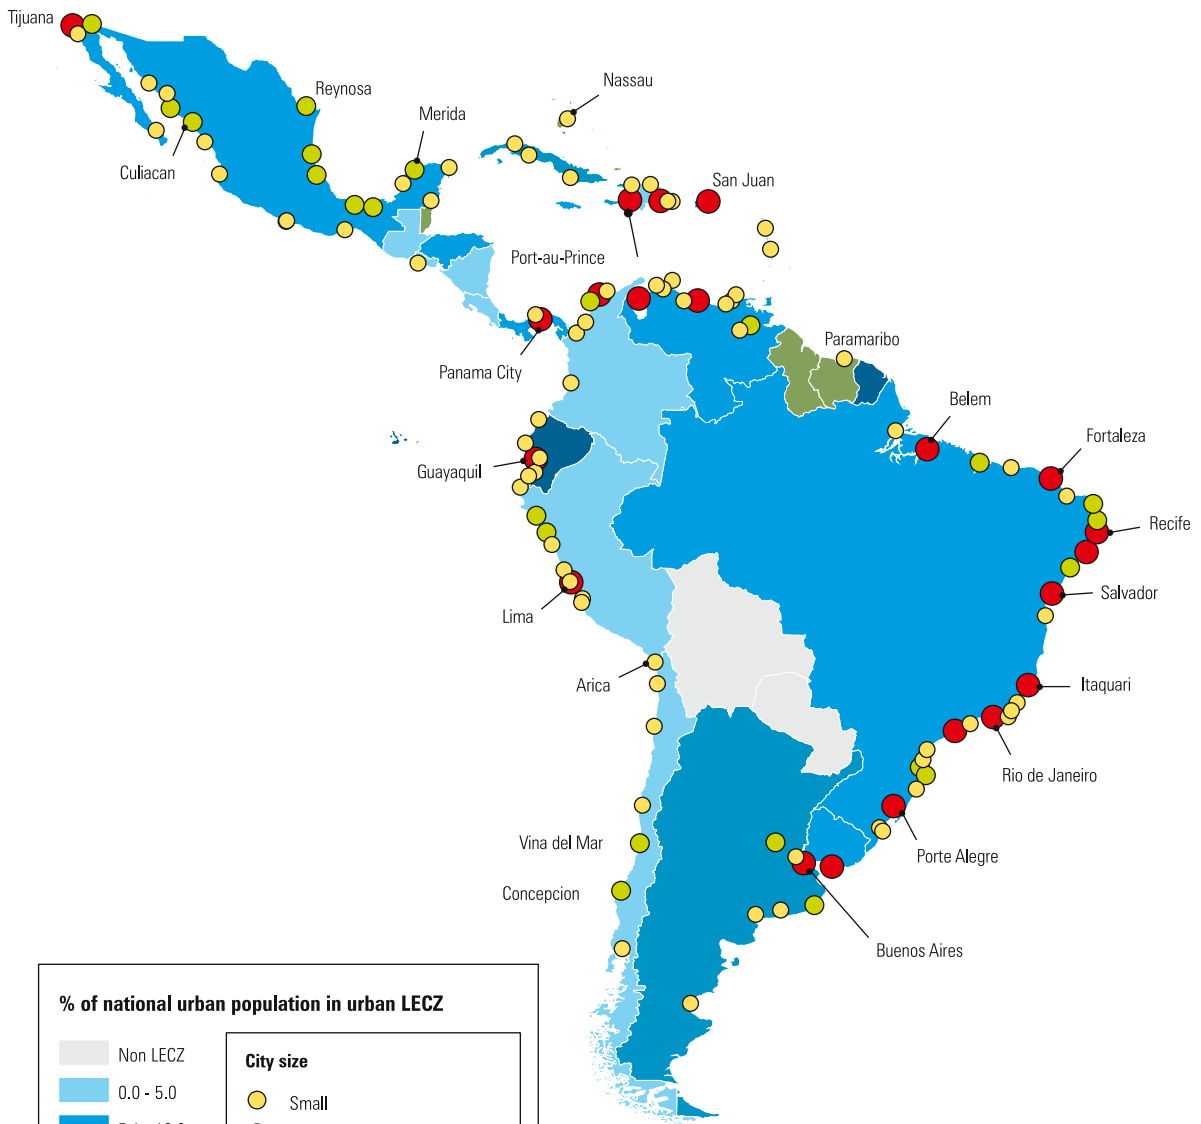 Tijuana
Nassau
Reynosa
Merida
Culiacan
San Juan
Port-au-Prince
Paramaribo
Panama City
Belem
Fortaleza
Guayaquil
Recife
Salvador
Lima
Arica
Itaquari
Rio de Janeiro
Vina del Mar
Porte Alegre
Concepcion
Buenos Aires
% of national urban population in urban LECZ
Non LECZ
0.0 - 5.0
City size
Small